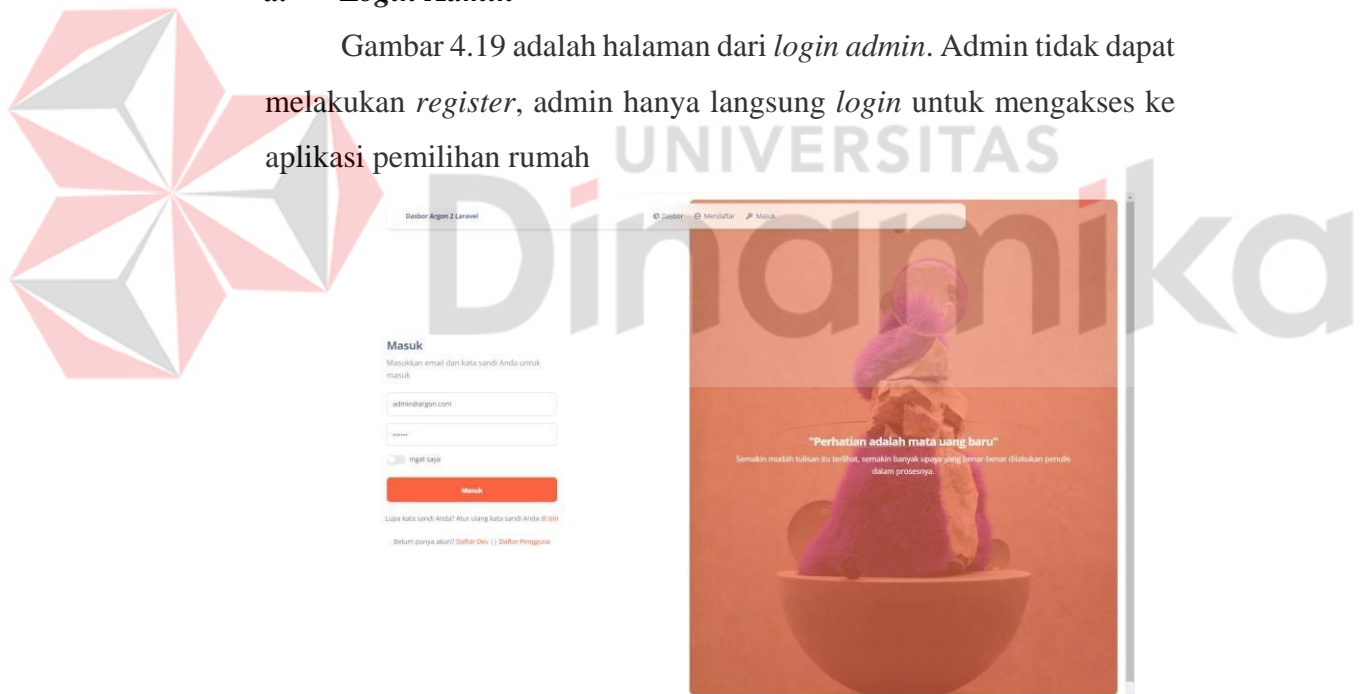 Gambar 4.19 adalah halaman dari login admin. Admin tidak dapat
melakukan register, admin hanya langsung login untuk mengakses ke
aplikasi pemilihan rumah
UNIVERSITAS
Dinamika
Dasbor Argon 2 Laravel
Dasbor Mendaftar Masuk
Masuk
Masukkan email dan kata sandi Anda untuk
masuk
admin@argon.com
••••••
Ingat saya
Masuk
Lupa kata sandi Anda? Atur ulang kata sandi Anda di sini
Belum punya akun? Daftar Dev || Daftar Pengguna
"Perhatian adalah mata uang baru"
Semakin mudah tulisan itu terlihat, semakin banyak upaya yang benar-benar dilakukan penulis
dalam prosesnya.